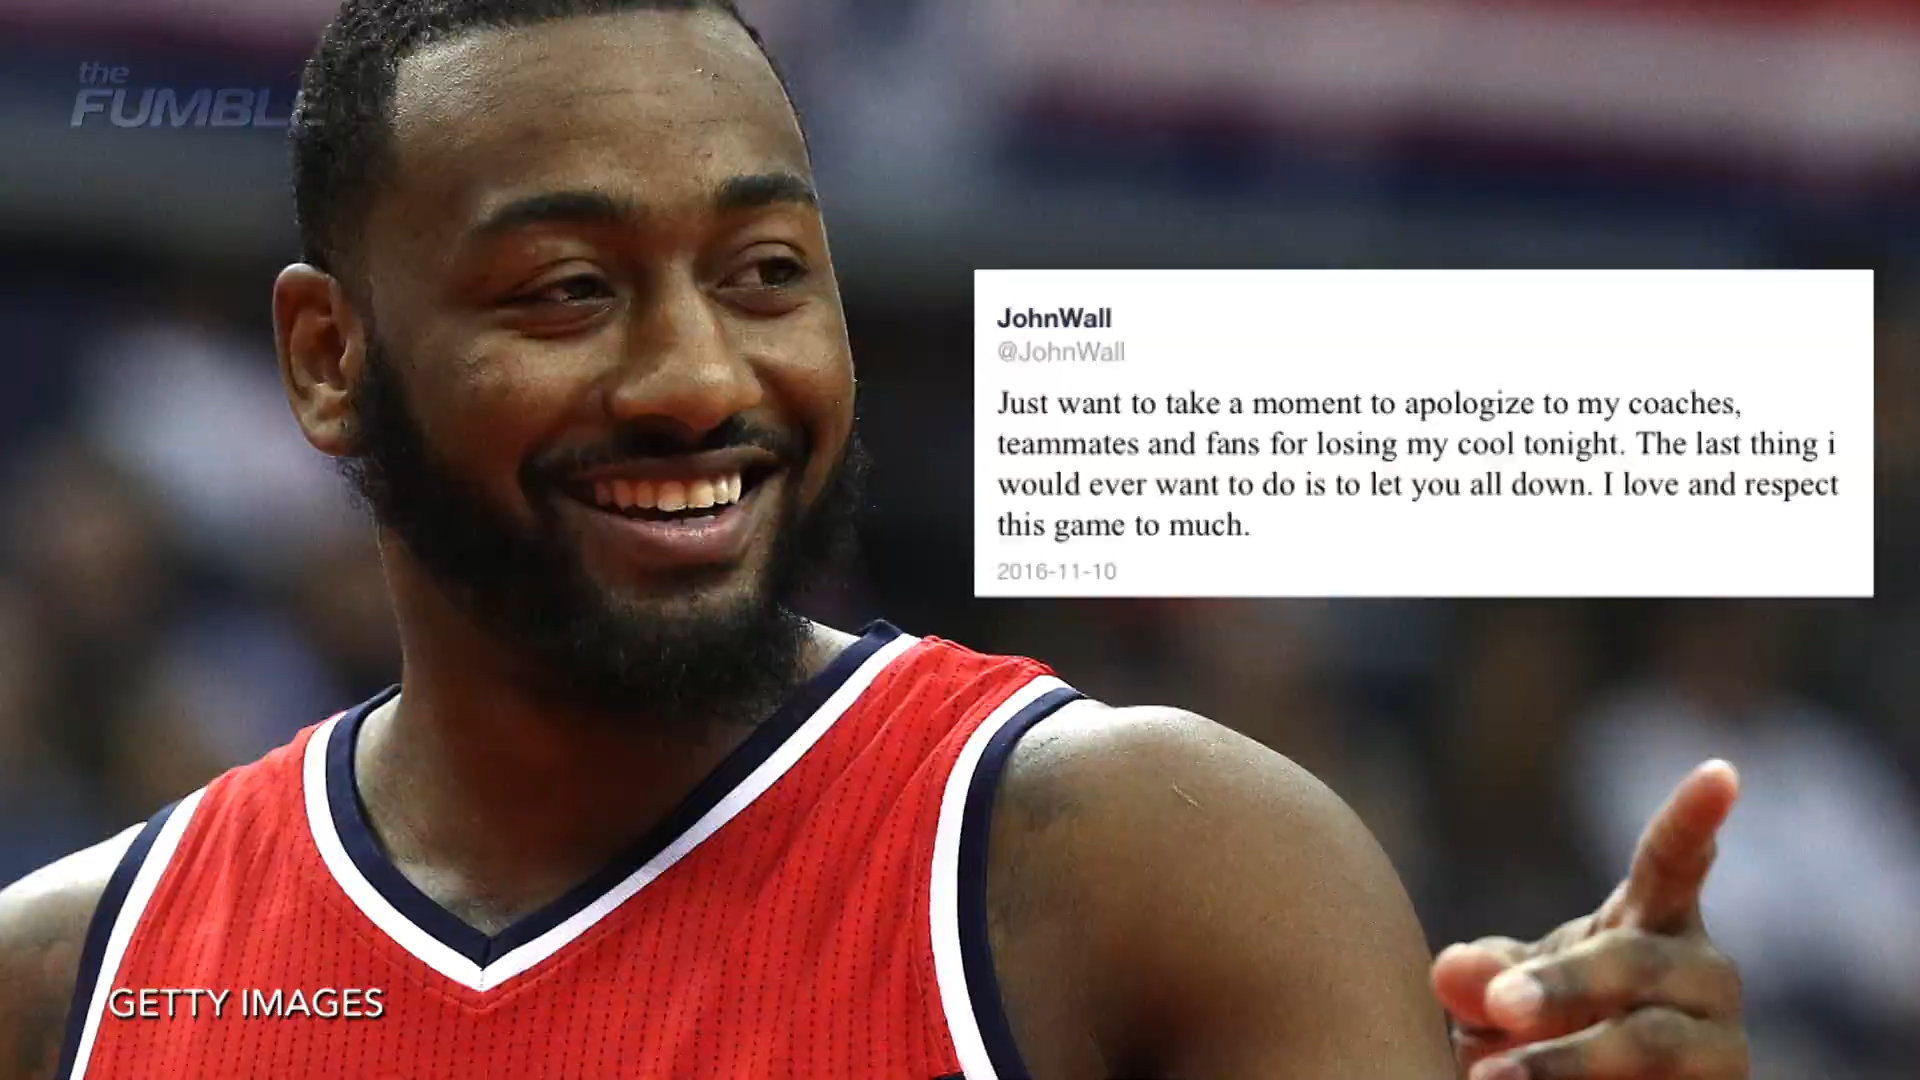 the
FUMBLE
JohnWall
@JohnWall
Just want to take a moment to apologize to my coaches,
teammates and fans for losing my cool tonight. The last thing i
would ever want to do is to let you all down. I love and respect
this game to much.
2016-11-10
GETTY IMAGES